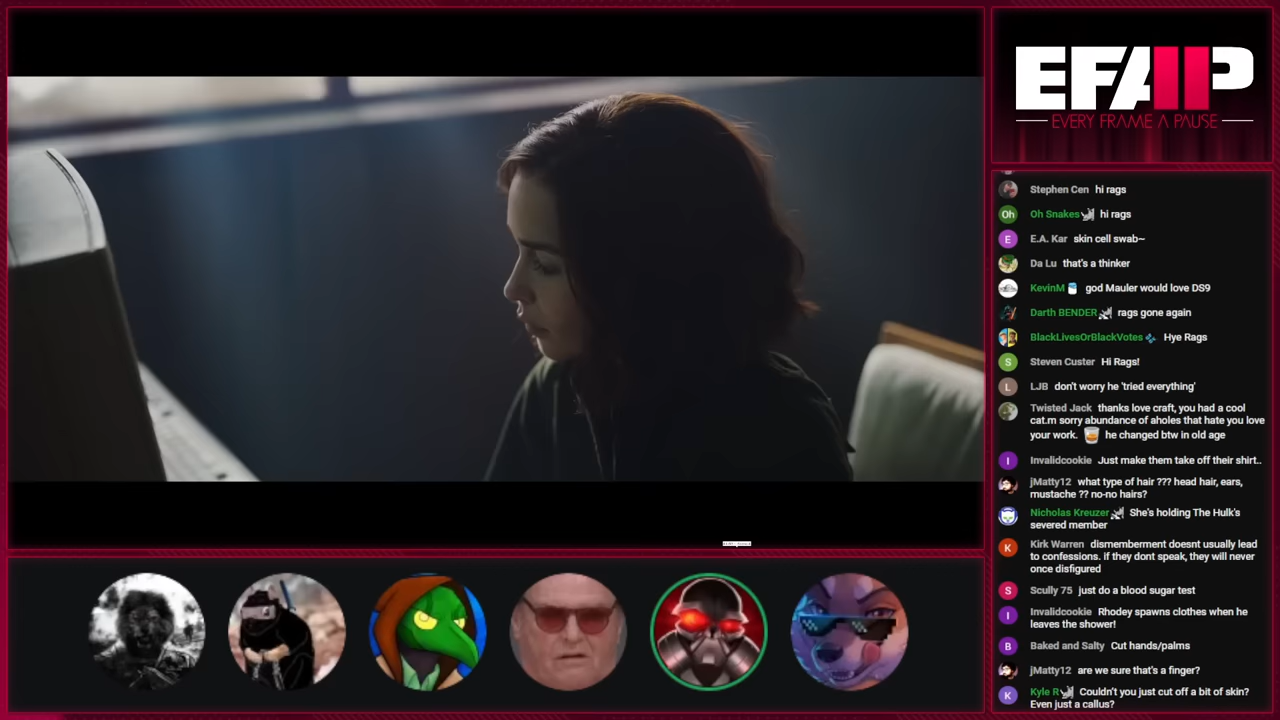 EFAP
EVERY FRAME A PAUSE
Stephen Cen hi rags
Oh
Oh Snakes hi rags
E
E.A. Kar skin cell swab~
Da Lu that's a thinker
KevinM god Mauler would love DS9
Darth BENDER rags gone again
BlackLivesOrBlackVotes Hye Rags
S
Steven Custer Hi Rags!
L
LJB don't worry he 'tried everything'
Twisted Jack thanks love craft, you had a cool
cat.m sorry abundance of aholes that hate you love
your work. he changed btw in old age
I
Invalidcookie Just make them take off their shirt..
jMatty12 what type of hair ??? head hair, ears,
mustache ?? no-no hairs?
Nicholas Kreuzer She's holding The Hulk's
severed member
K
Kirk Warren dismemberment doesnt usually lead
to confessions. if they dont speak, they will never
once disfigured
S
Scully 75 just do a blood sugar test
I
Invalidcookie Rhodey spawns clothes when he
leaves the shower!
B
Baked and Salty Cut hands/palms
jMatty12 are we sure that's a finger?
K
Kyle R Couldn't you just cut off a bit of skin?
Even just a callus?